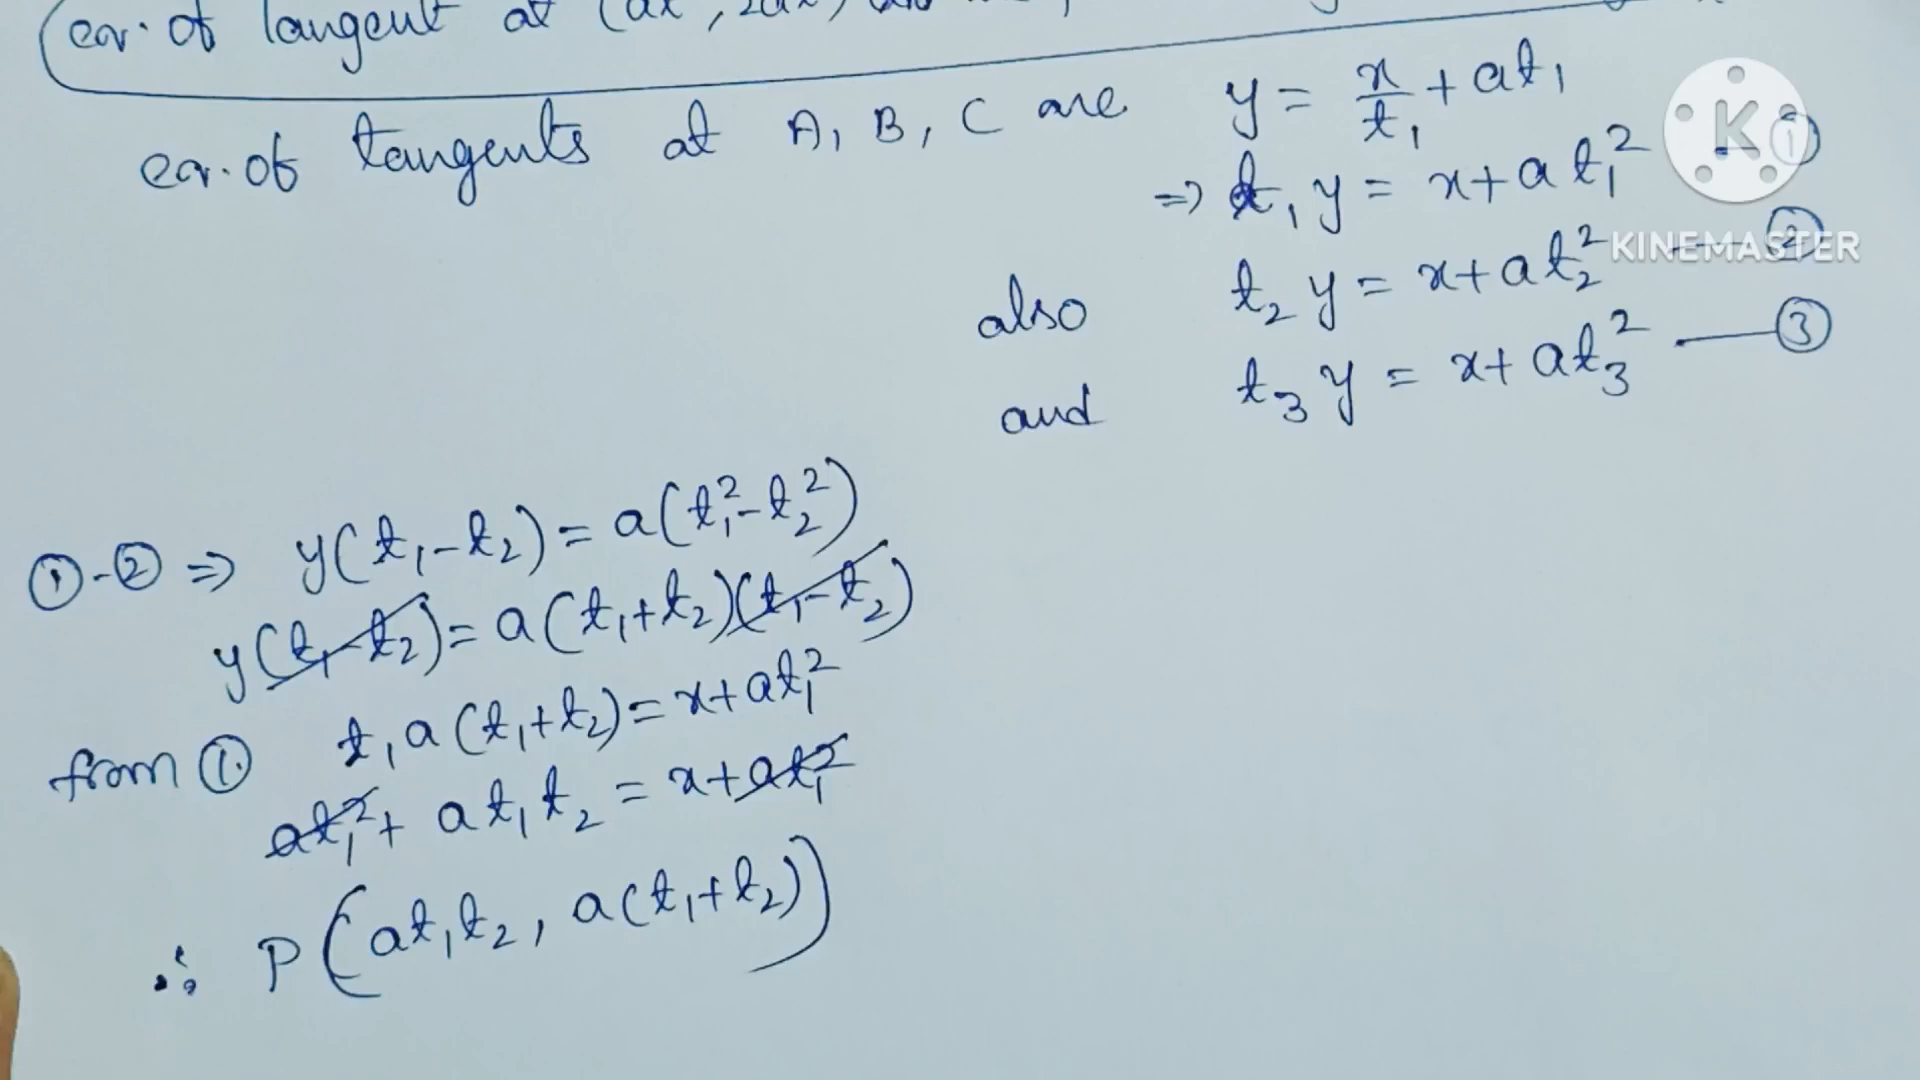 eq. of tangent at
eq. of tangents at A, B, C are y = x/t₁ + at₁
⇒ t₁y = x + at₁² ①
also t₂y = x + at₂² — ②
and t₃y = x + at₃² — ③
① - ② ⇒ y(t₁-t₂) = a(t₁²-t₂²)
y(t₁-t₂) = a(t₁+t₂)(t₁-t₂)
from ① t₁a(t₁+t₂) = x + at₁²
at₁² + at₁t₂ = x + at₁²
∴ P(at₁t₂, a(t₁+t₂))
K
KINEMASTER